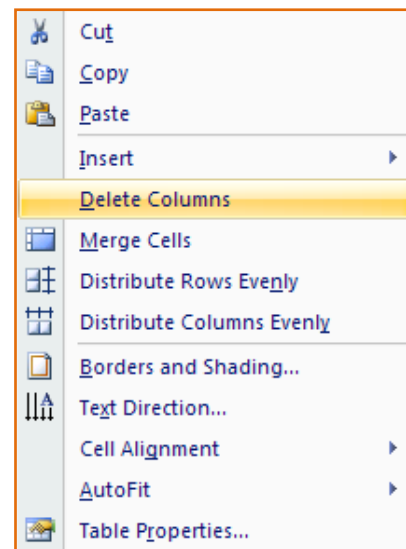 Cut
Copy
Paste
Insert
Delete Columns
Merge Cells
Distribute Rows Evenly
Distribute Columns Evenly
Borders and Shading...
Text Direction...
Cell Alignment
AutoFit
Table Properties...